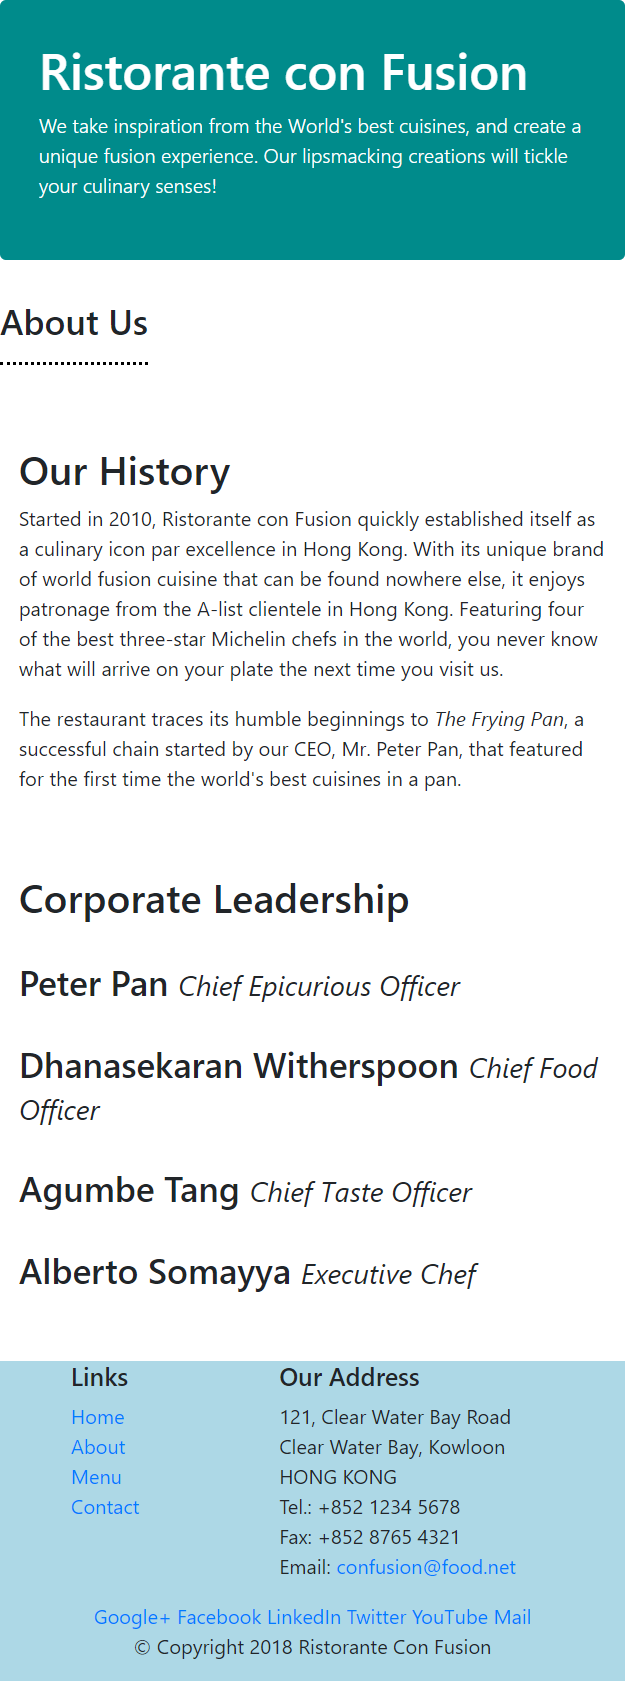 Ristorante con Fusion
We take inspiration from the World's best cuisines, and create a
unique fusion experience. Our lipsmacking creations will tickle
your culinary senses!
About Us
Our History
Started in 2010, Ristorante con Fusion quickly established itself as
a culinary icon par excellence in Hong Kong. With its unique brand
of world fusion cuisine that can be found nowhere else, it enjoys
patronage from the A-list clientele in Hong Kong. Featuring four
of the best three-star Michelin chefs in the world, you never know
what will arrive on your plate the next time you visit us.
The restaurant traces its humble beginnings to The Frying Pan, a
successful chain started by our CEO, Mr. Peter Pan, that featured
for the first time the world's best cuisines in a pan.
Corporate Leadership
Peter Pan Chief Epicurious Officer
Dhanasekaran Witherspoon Chief Food
Officer
Agumbe Tang Chief Taste Officer
Alberto Somayya Executive Chef
Links
Home
About
Menu
Contact
Our Address
121, Clear Water Bay Road
Clear Water Bay, Kowloon
HONG KONG
Tel.: +852 1234 5678
Fax: +852 8765 4321
Email: confusion@food.net
Google+ Facebook LinkedIn Twitter YouTube Mail
© Copyright 2018 Ristorante Con Fusion